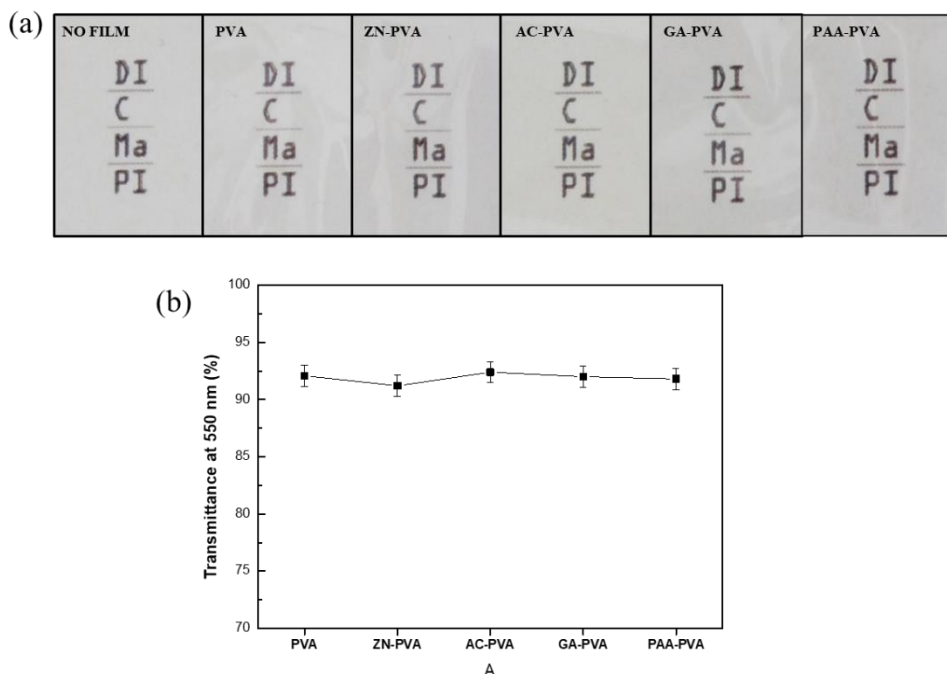 (a)
NO FILM
DI
C
Ma
PI
PVA
DI
C
Ma
PI
ZN-PVA
DI
C
Ma
PI
AC-PVA
DI
C
Ma
PI
GA-PVA
DI
C
Ma
PI
PAA-PVA
DI
C
Ma
PI
(b)
Transmittance at 550 nm (%)
100
95
90
85
80
75
70
PVA
ZN-PVA
AC-PVA
GA-PVA
PAA-PVA
A